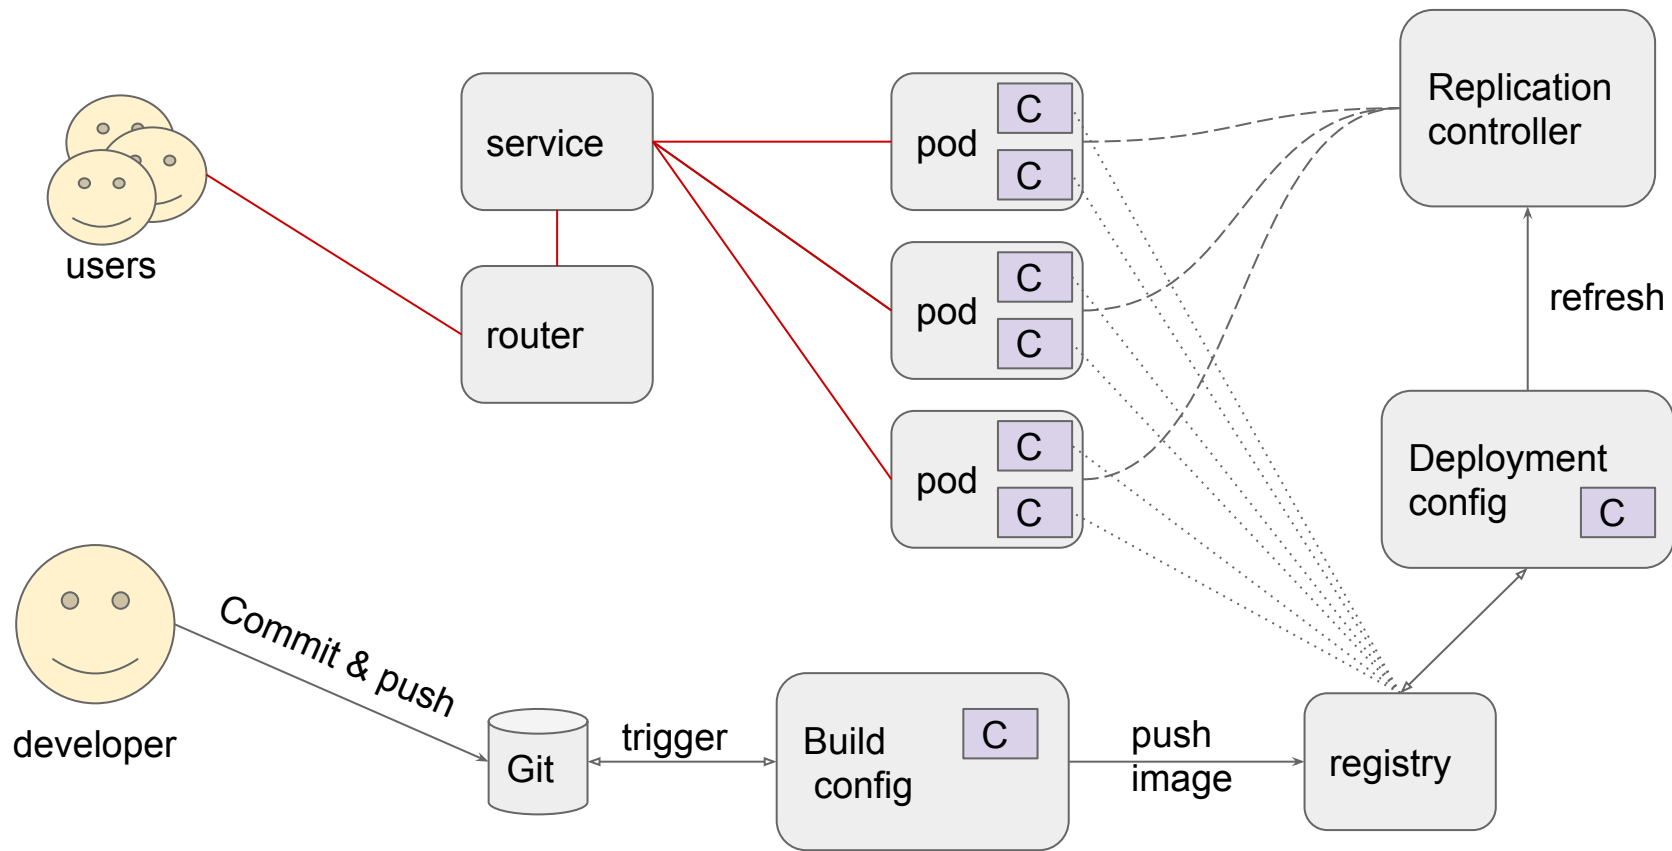 users
service
router
pod
C
C
pod
C
C
pod
C
C
Replication
controller
refresh
Deployment
config
C
developer
Commit & push
Git
trigger
Build
config
C
push
image
registry